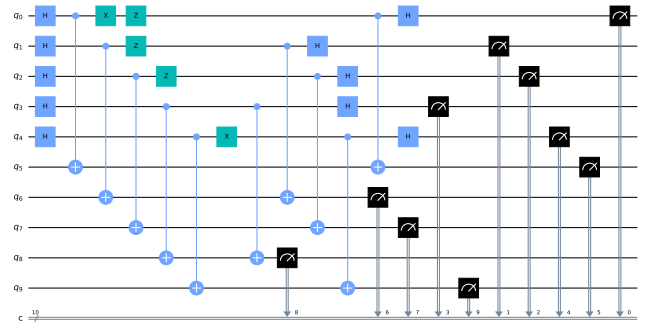 q0 H X Z H
q1 H Z H
q2 H Z H
q3 H H
q4 H X H
q5
q6
q7
q8
q9
c 10 8 6 7 3 9 1 2 4 5 0